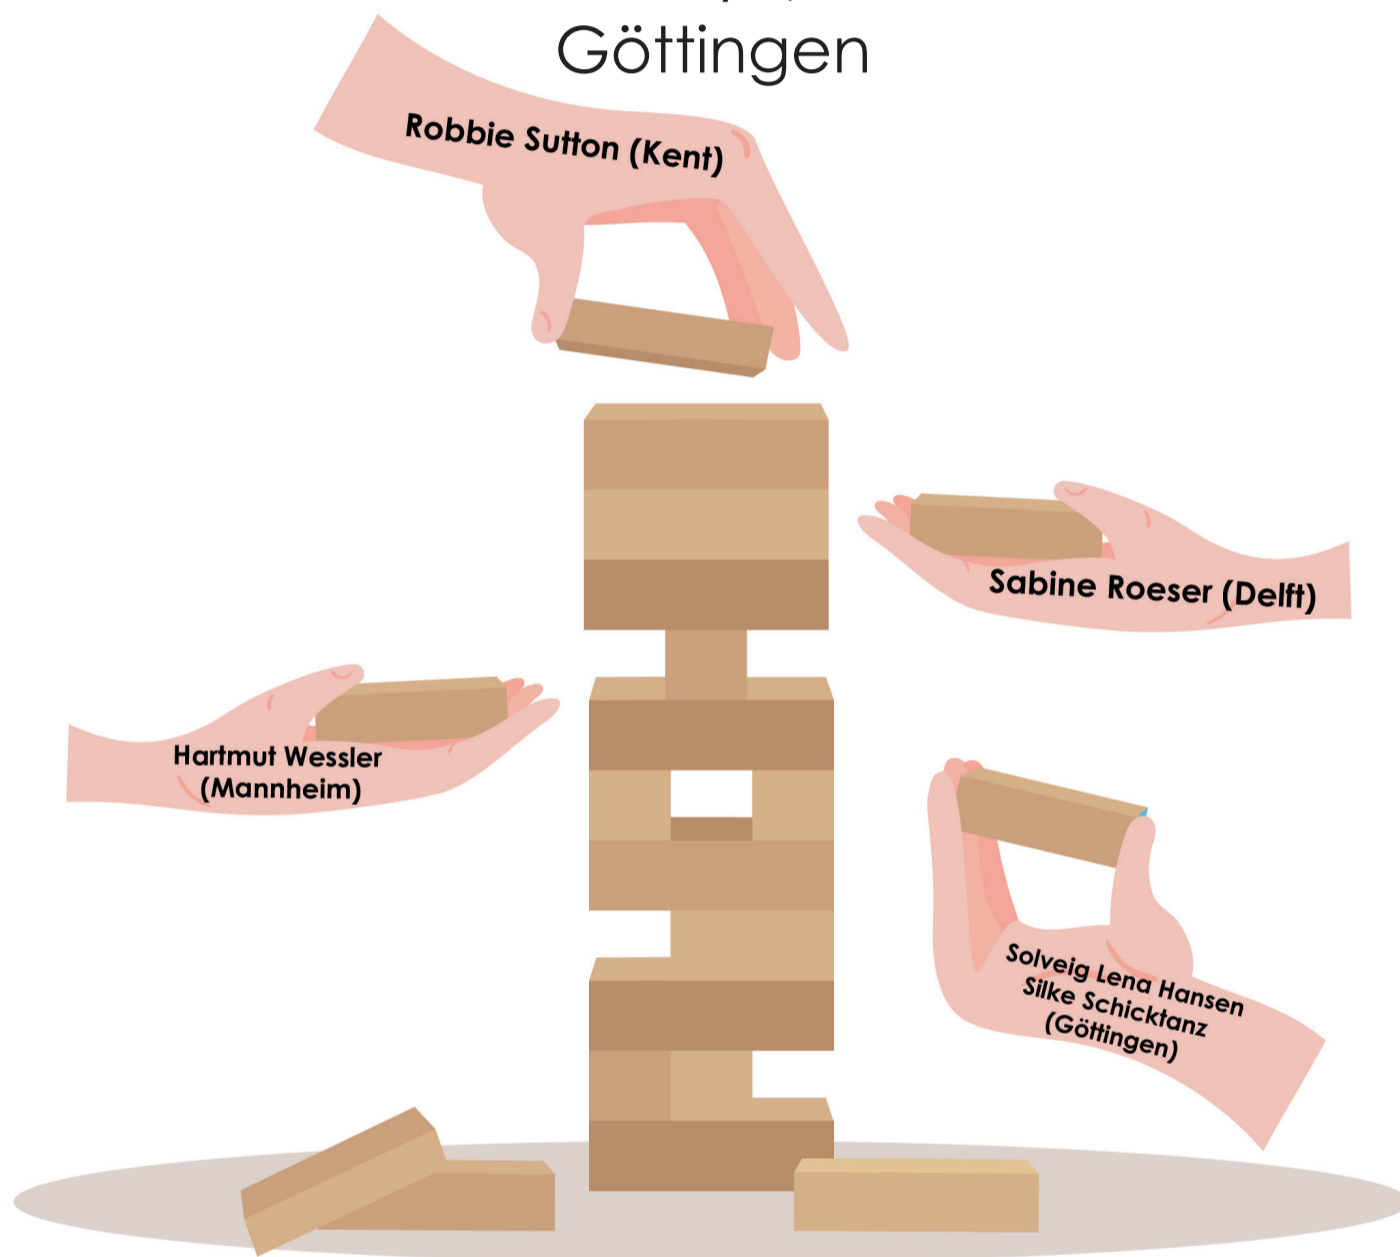 Göttingen
Robbie Sutton (Kent)
Sabine Roeser (Delft)
Hartmut Wessler
(Mannheim)
Solveig Lena Hansen
Silke Schicktanz
(Göttingen)